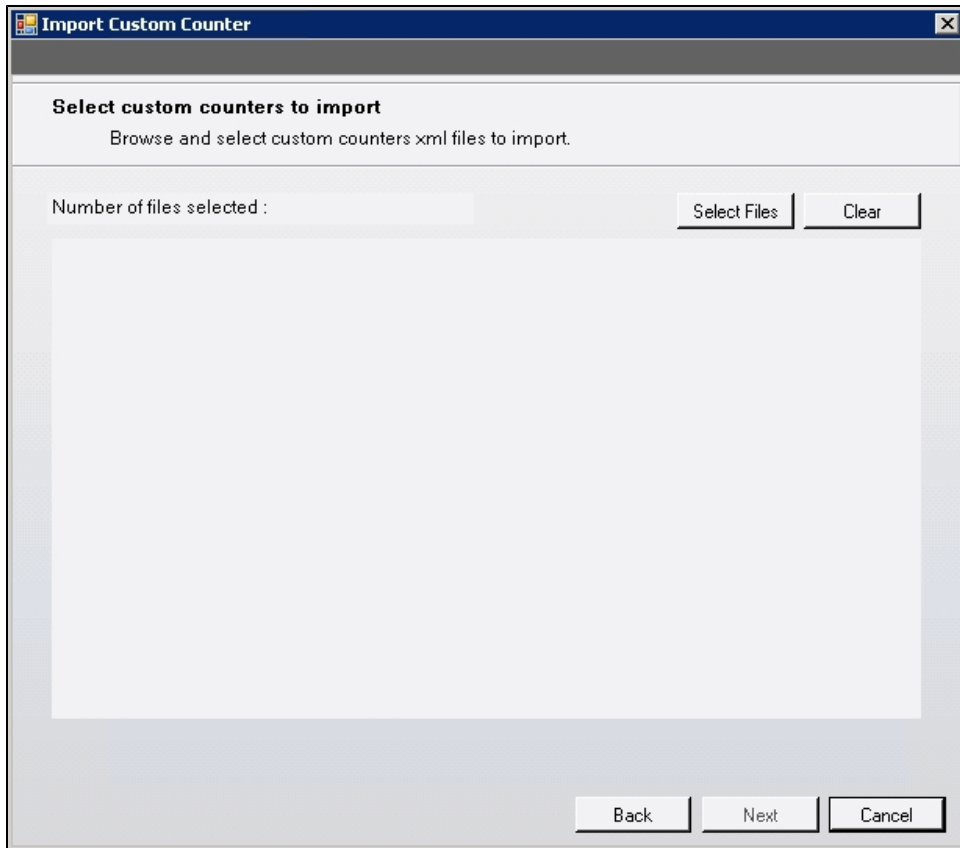 Import Custom Counter
Select custom counters to import
Browse and select custom counters xml files to import.
Number of files selected :
Select Files
Clear
Back
Next
Cancel